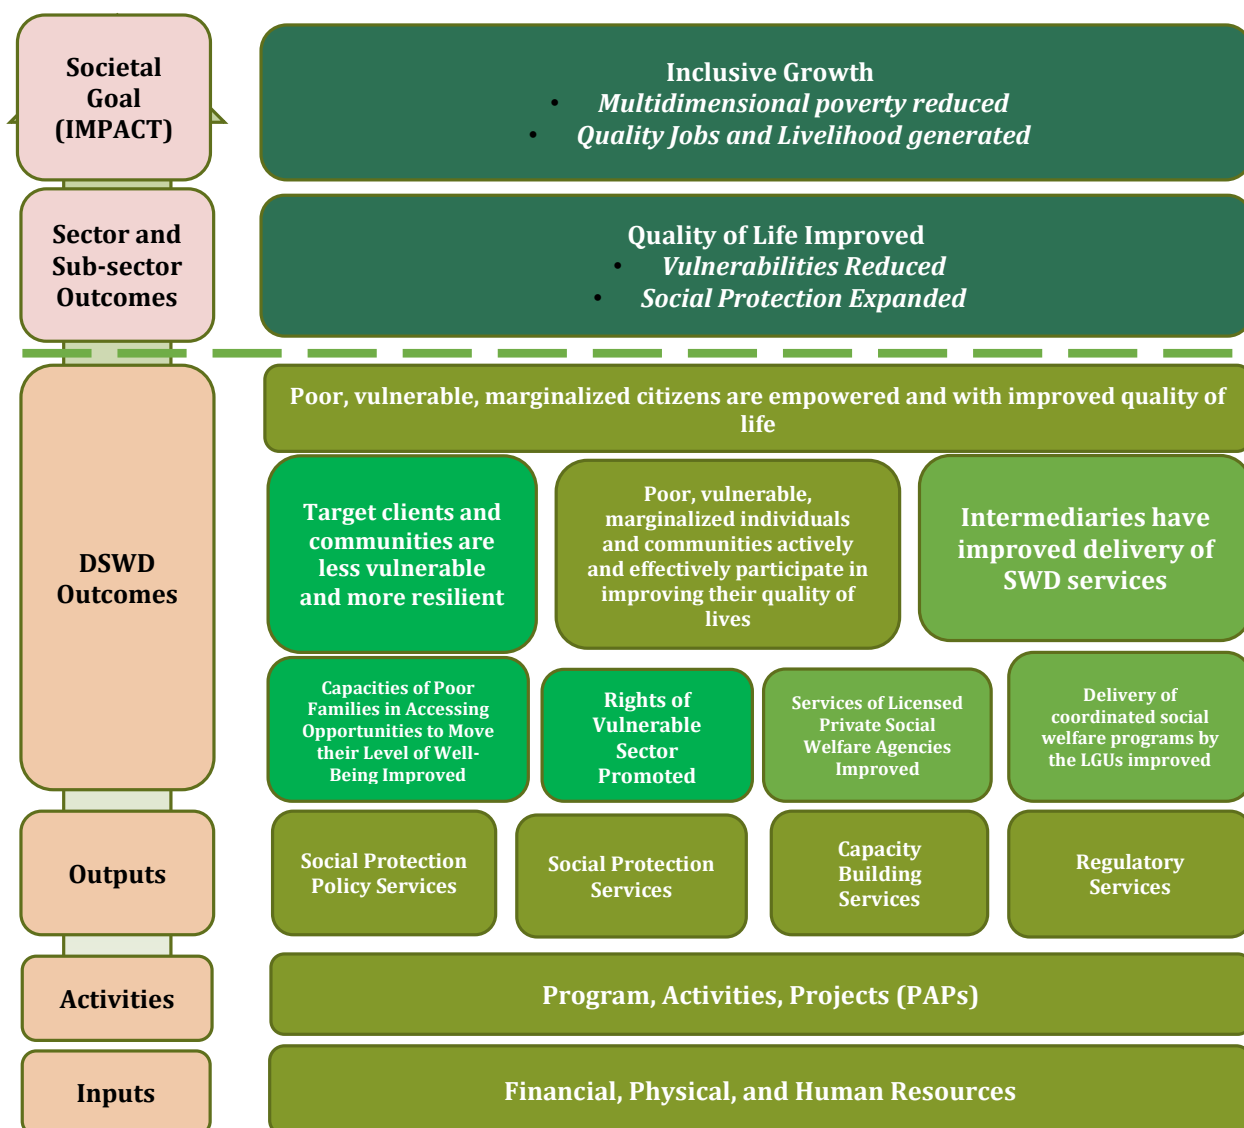 Societal
Goal
(IMPACT)
Inclusive Growth
• Multidimensional poverty reduced
• Quality Jobs and Livelihood generated
Sector and
Sub-sector
Outcomes
Quality of Life Improved
• Vulnerabilities Reduced
• Social Protection Expanded
DSWD
Outcomes
Poor, vulnerable, marginalized citizens are empowered and with improved quality of
life
Target clients and
communities are
less vulnerable
and more resilient
Poor, vulnerable,
marginalized individuals
and communities actively
and effectively participate in
improving their quality of
lives
Intermediaries have
improved delivery of
SWD services
Capacities of Poor
Families in Accessing
Opportunities to Move
their Level of Well-
Being Improved
Rights of
Vulnerable
Sector
Promoted
Services of Licensed
Private Social
Welfare Agencies
Improved
Delivery of
coordinated social
welfare programs by
the LGUs improved
Outputs
Social Protection
Policy Services
Social Protection
Services
Capacity
Building
Services
Regulatory
Services
Activities
Program, Activities, Projects (PAPs)
Inputs
Financial, Physical, and Human Resources